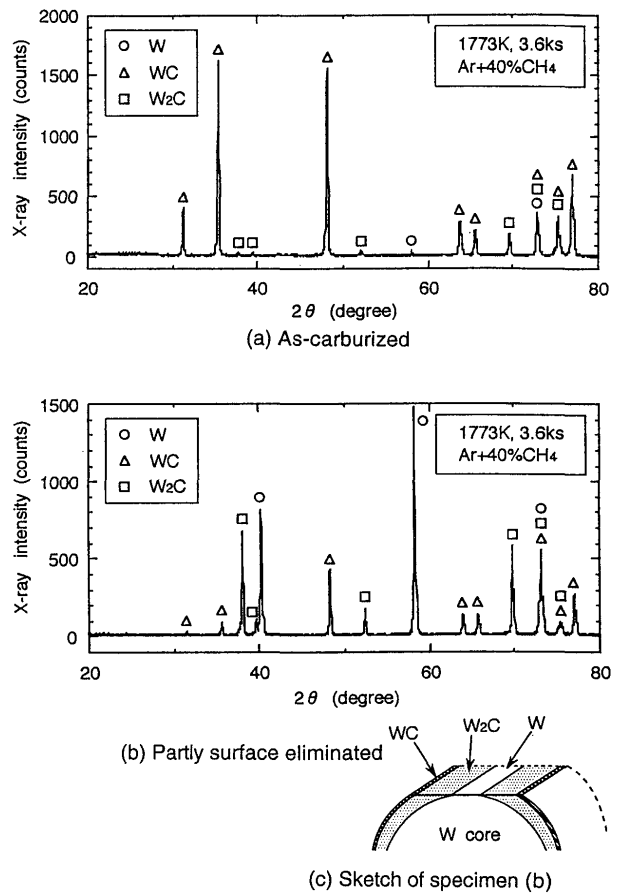 2000
1500
1000
500
0
X-ray intensity (counts)
○ W
△ WC
□ W2C
1773K, 3.6ks
Ar+40%CH4
20 40 60 80
2θ (degree)
(a) As-carburized
1500
1000
500
0
X-ray intensity (counts)
○ W
△ WC
□ W2C
1773K, 3.6ks
Ar+40%CH4
20 40 60 80
2θ (degree)
(b) Partly surface eliminated
WC W2C W
W core
(c) Sketch of specimen (b)